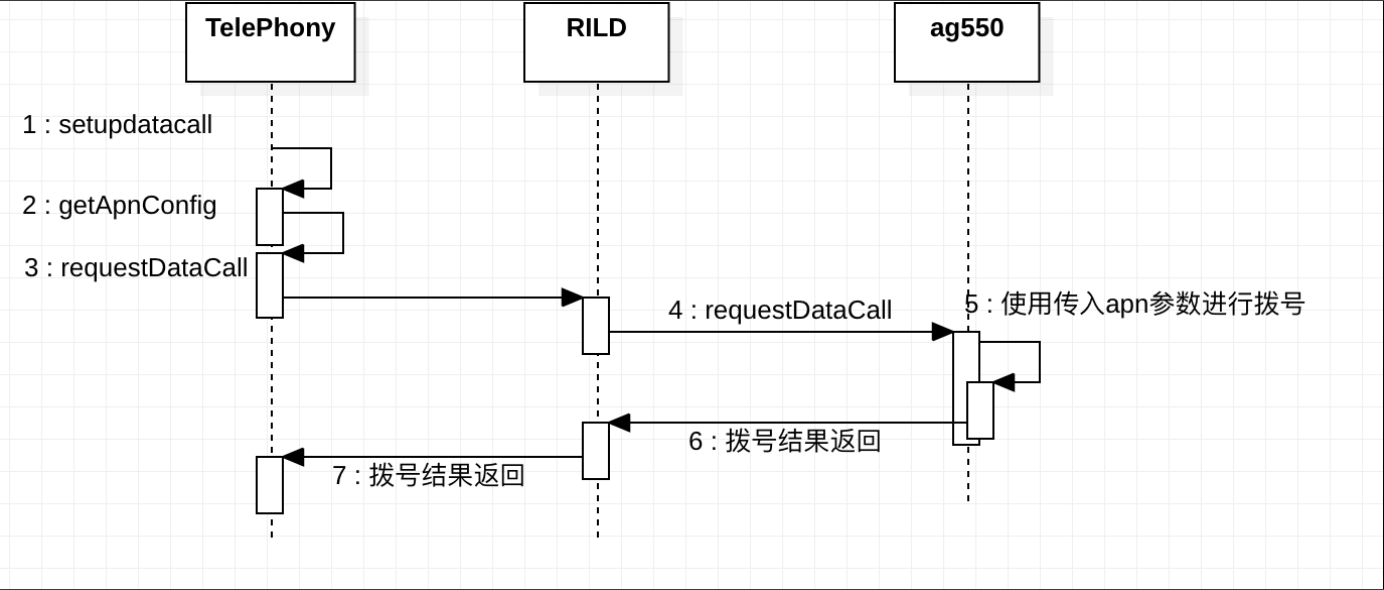 TelePhony
RILD
ag550
1 : setupdatacall
2 : getApnConfig
3 : requestDataCall
4 : requestDataCall
5 : 使用传入apn参数进行拨号
6 : 拨号结果返回
7 : 拨号结果返回